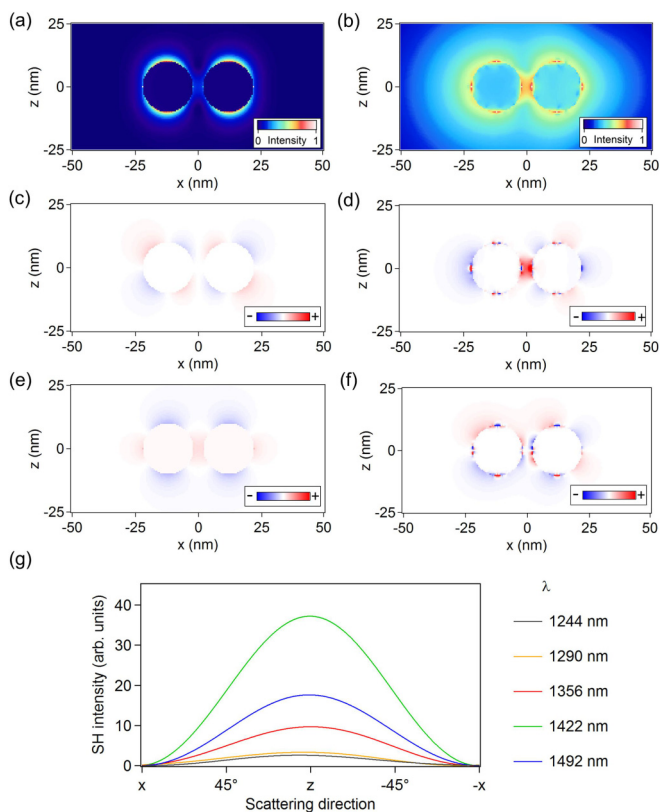 (a)
(b)
25
0
-25
z (nm)
0 Intensity 1
-50 -25 0 25 50
x (nm)
25
0
-25
z (nm)
0 Intensity 1
-50 -25 0 25 50
x (nm)
(c)
(d)
25
0
-25
z (nm)
- +
-50 -25 0 25 50
x (nm)
25
0
-25
z (nm)
- +
-50 -25 0 25 50
x (nm)
(e)
(f)
25
0
-25
z (nm)
- +
-50 -25 0 25 50
x (nm)
25
0
-25
z (nm)
- +
-50 -25 0 25 50
x (nm)
(g)
SH intensity (arb. units)
40
30
20
10
0
x 45° z -45° -x
Scattering direction
λ
1244 nm
1290 nm
1356 nm
1422 nm
1492 nm